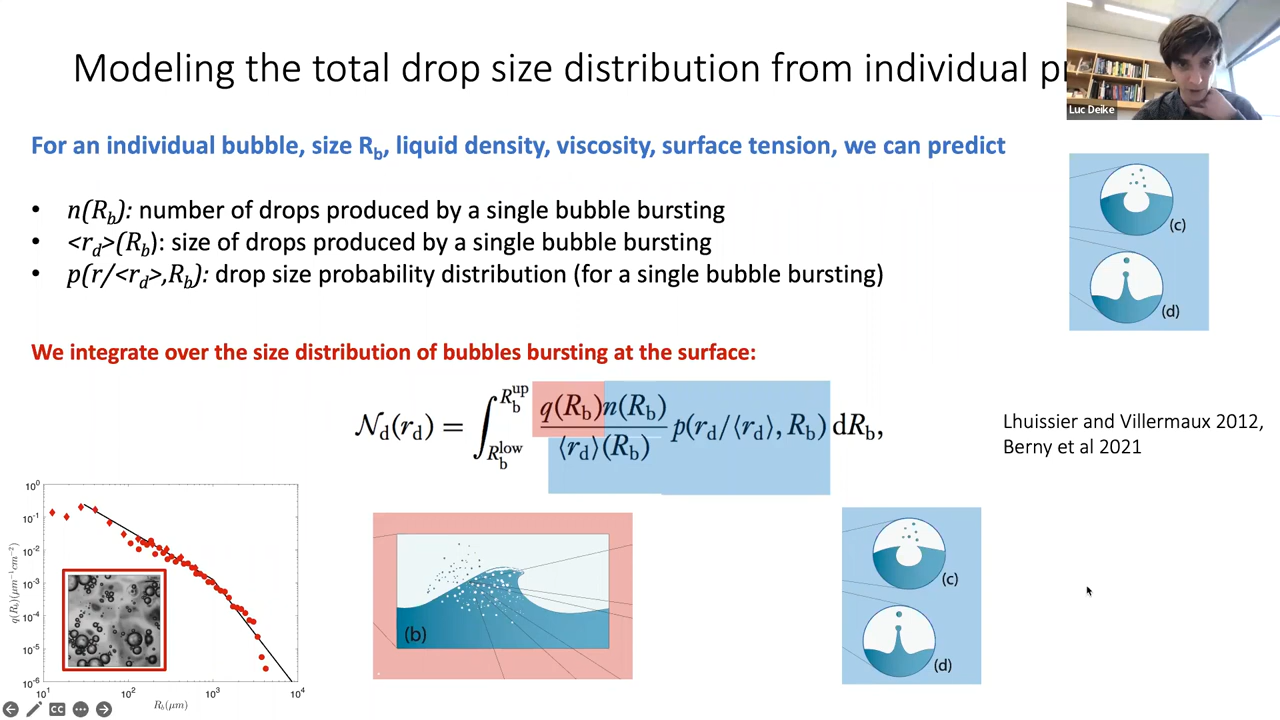 Modeling the total drop size distribution from individual p
Luc Deike
For an individual bubble, size R_b, liquid density, viscosity, surface tension, we can predict
• n(R_b): number of drops produced by a single bubble bursting
• <r_d>(R_b): size of drops produced by a single bubble bursting
• p(r/<r_d>,R_b): drop size probability distribution (for a single bubble bursting)
(c)
(d)
We integrate over the size distribution of bubbles bursting at the surface:
𝒩_d(r_d) = ∫_{R_b^low}^{R_b^up} q(R_b)n(R_b) / ⟨r_d⟩(R_b) p(r_d/⟨r_d⟩, R_b) dR_b,
Lhuissier and Villermaux 2012,
Berny et al 2021
q(R_b)(μm^-1cm^-2)
10^0
10^-1
10^-2
10^-3
10^-4
10^-5
10^-6
10^1 10^2 10^3 10^4
R_b(μm)
(b)
(c)
(d)
CC